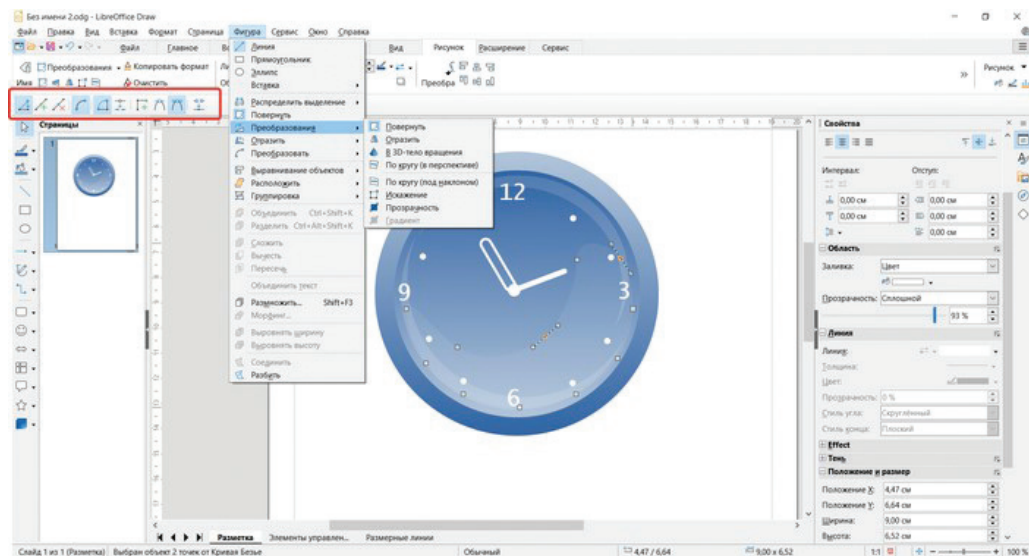 Без имени 2.odg - LibreOffice Draw
Файл Правка Вид Вставка Формат Страница Фигура Сервис Окно Справка
Файл Главное Вид Рисунок Расширение Сервис
Преобразования Копировать формат Преобра Рисунок
Имя Очистить
Страницы
1
Линия
Прямоугольник
Эллипс
Вставка
Распределить выделение
Повернуть
Преобразования
Отразить
Преобразовать
Выравнивание объектов
Расположить
Группировка
Объединить Ctrl+Shift+K
Разделить Ctrl+Alt+Shift+K
Сложить
Вычесть
Пересечь
Объединить текст
Размножить... Shift+F3
Морфинг...
Выровнять ширину
Выровнять высоту
Соединить
Разбить
Повернуть
Отразить
В 3D-тело вращения
По кругу (в перспективе)
По кругу (под наклоном)
Искажение
Прозрачность
Градиент
12
9 3
6
Свойства
Интервал: Отступ:
0,00 см 0,00 см
0,00 см 0,00 см
0,00 см
Область
Заливка: Цвет
Прозрачность: Сплошной
93 %
Линия
Линия:
Толщина:
Цвет:
Прозрачность: 0 %
Стиль угла: Скруглённый
Стиль конца: Плоский
Effect
Тень
Положение и размер
Положение X: 4,47 см
Положение Y: 6,64 см
Ширина: 9,00 см
Высота: 6,52 см
Разметка Элементы управлен... Размерные линии
Слайд 1 из 1 (Разметка) Выбран объект 2 точек от Кривая Безье Обычный 4,47 / 6,64 9,00 x 6,52 1:1 100 %